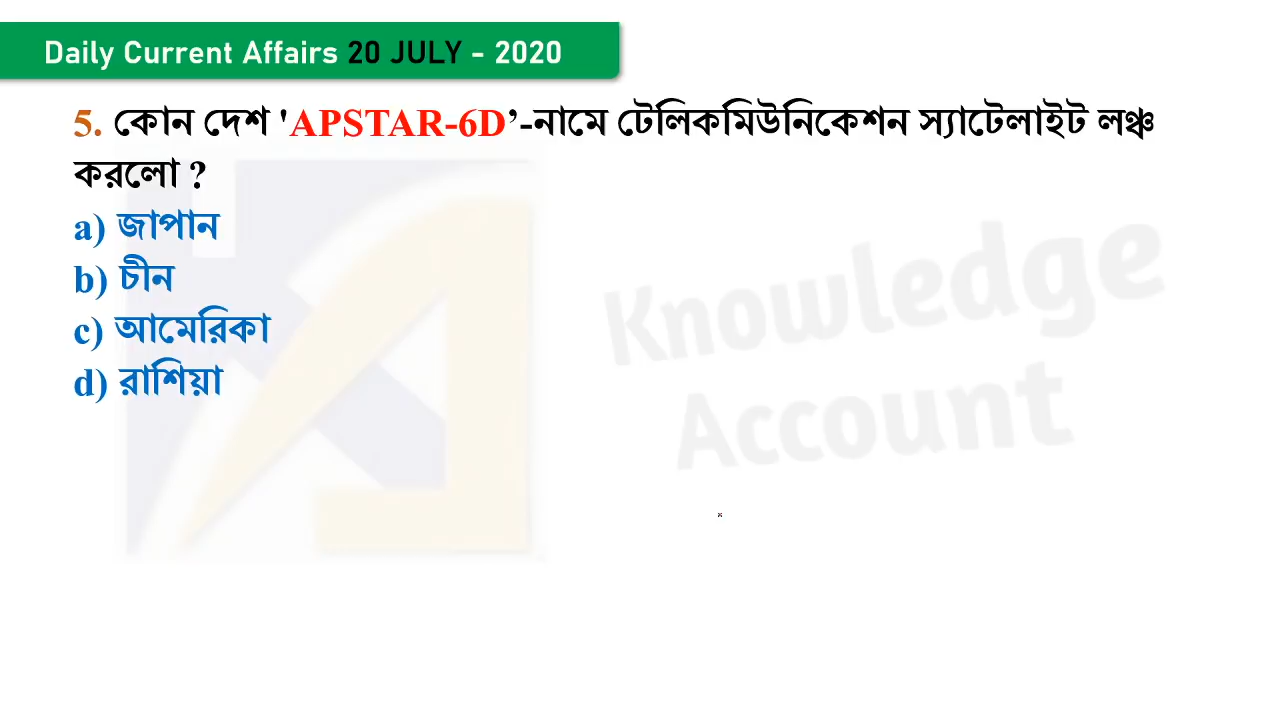 Daily Current Affairs 20 JULY - 2020
5. কোন দেশ 'APSTAR-6D’-নামে টেলিকমিউনিকেশন স্যাটেলাইট লঞ্চ
করলো ?
a) জাপান
b) চীন
c) আমেরিকা
d) রাশিয়া
Knowledge
Account